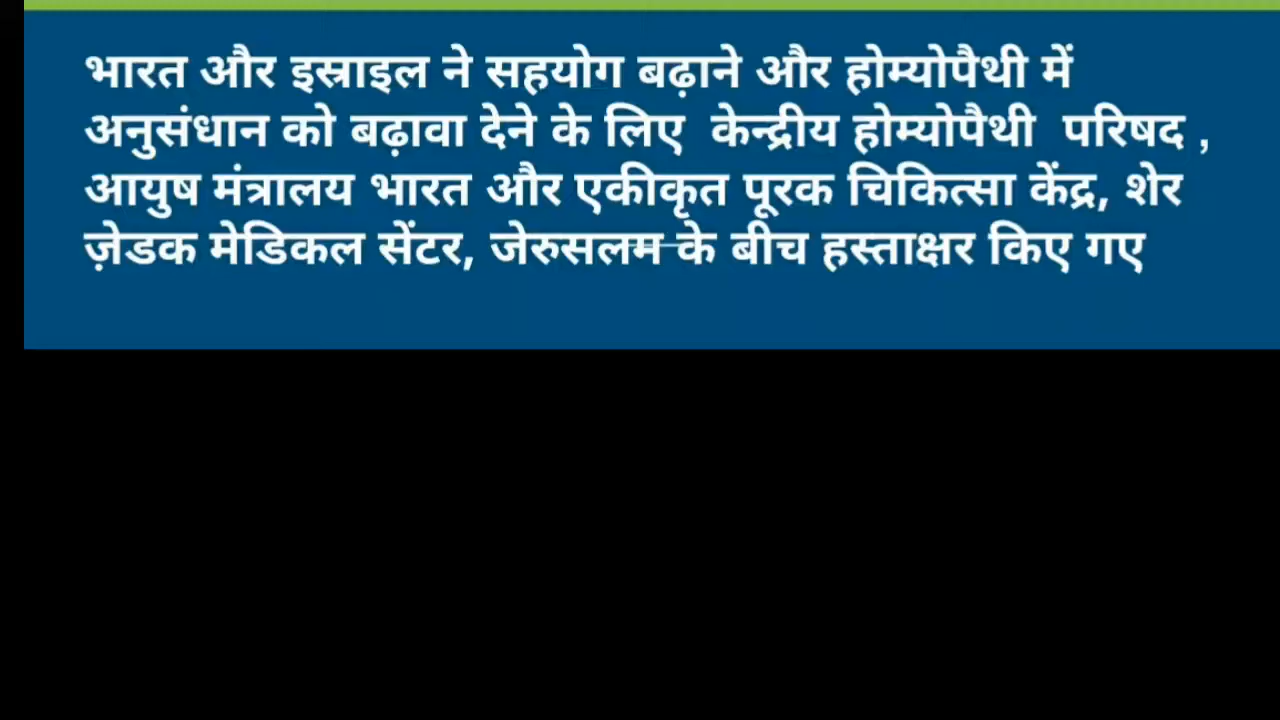 भारत और इस्राइल ने सहयोग बढ़ाने और होम्योपैथी में
अनुसंधान को बढ़ावा देने के लिए केन्द्रीय होम्योपैथी परिषद ,
आयुष मंत्रालय भारत और एकीकृत पूरक चिकित्सा केंद्र, शेर
ज़ेडक मेडिकल सेंटर, जेरुसलम के बीच हस्ताक्षर किए गए